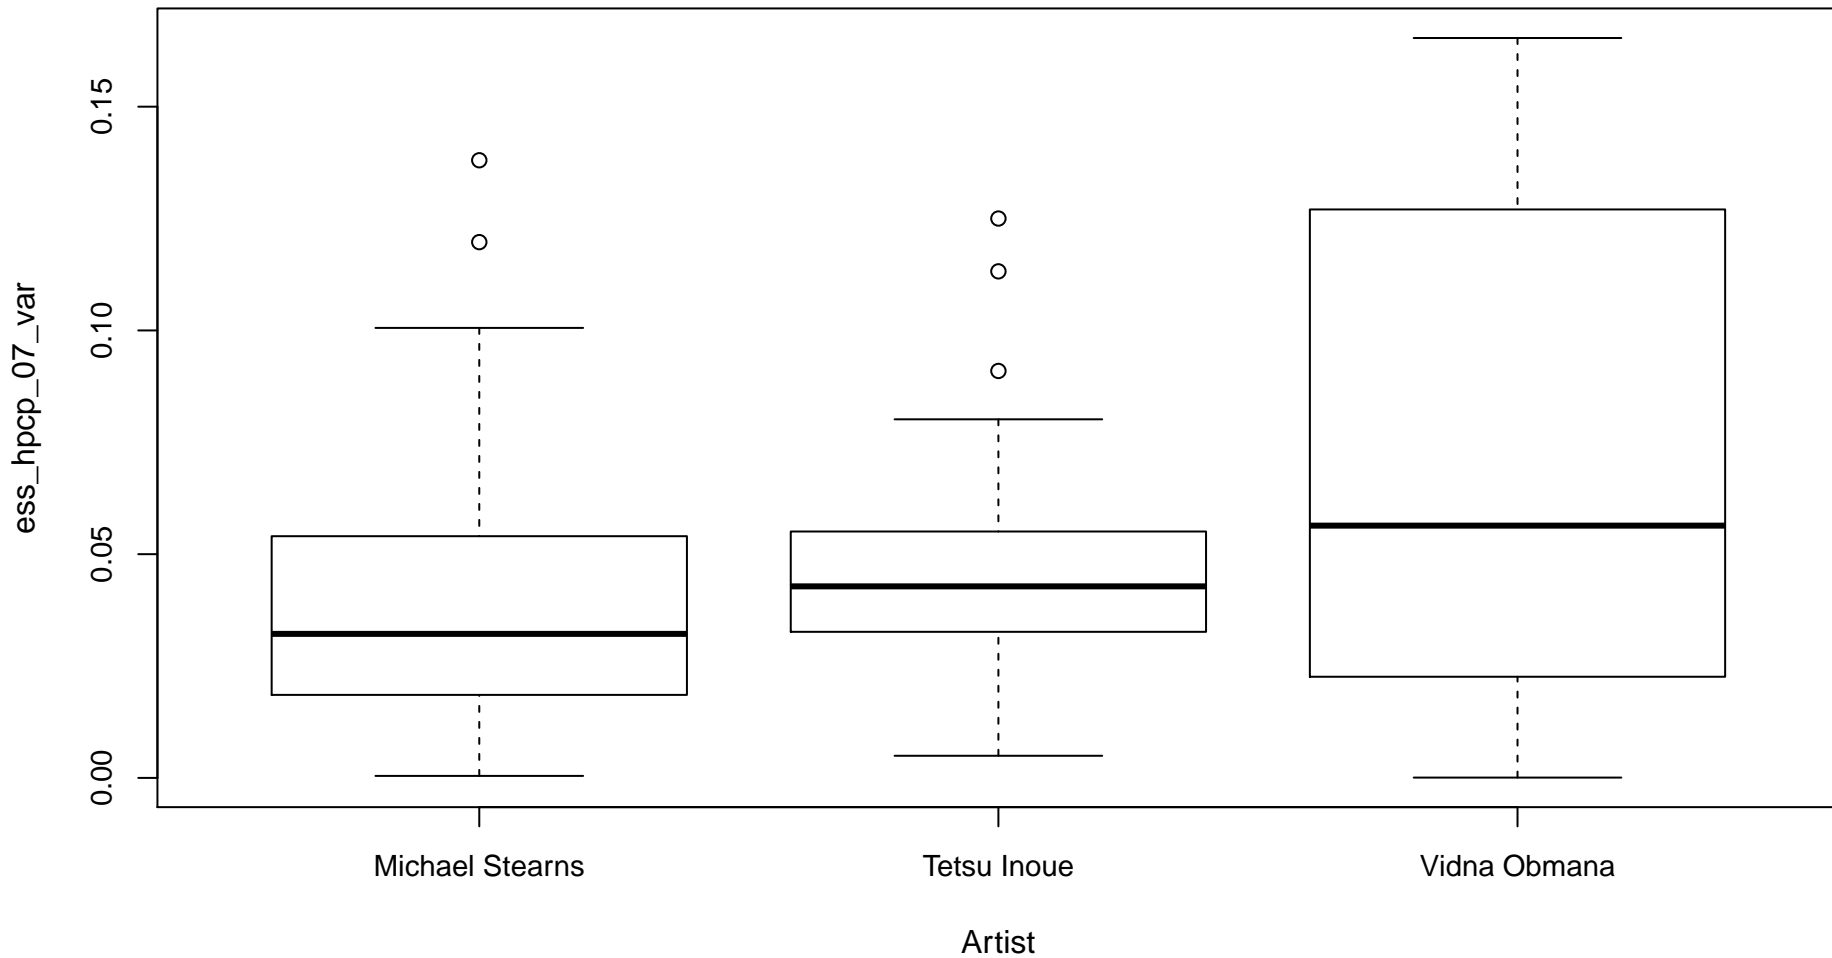 ess_hpcp_07_var
0.15
0.10
0.05
0.00
Michael Stearns
Tetsu Inoue
Vidna Obmana
Artist